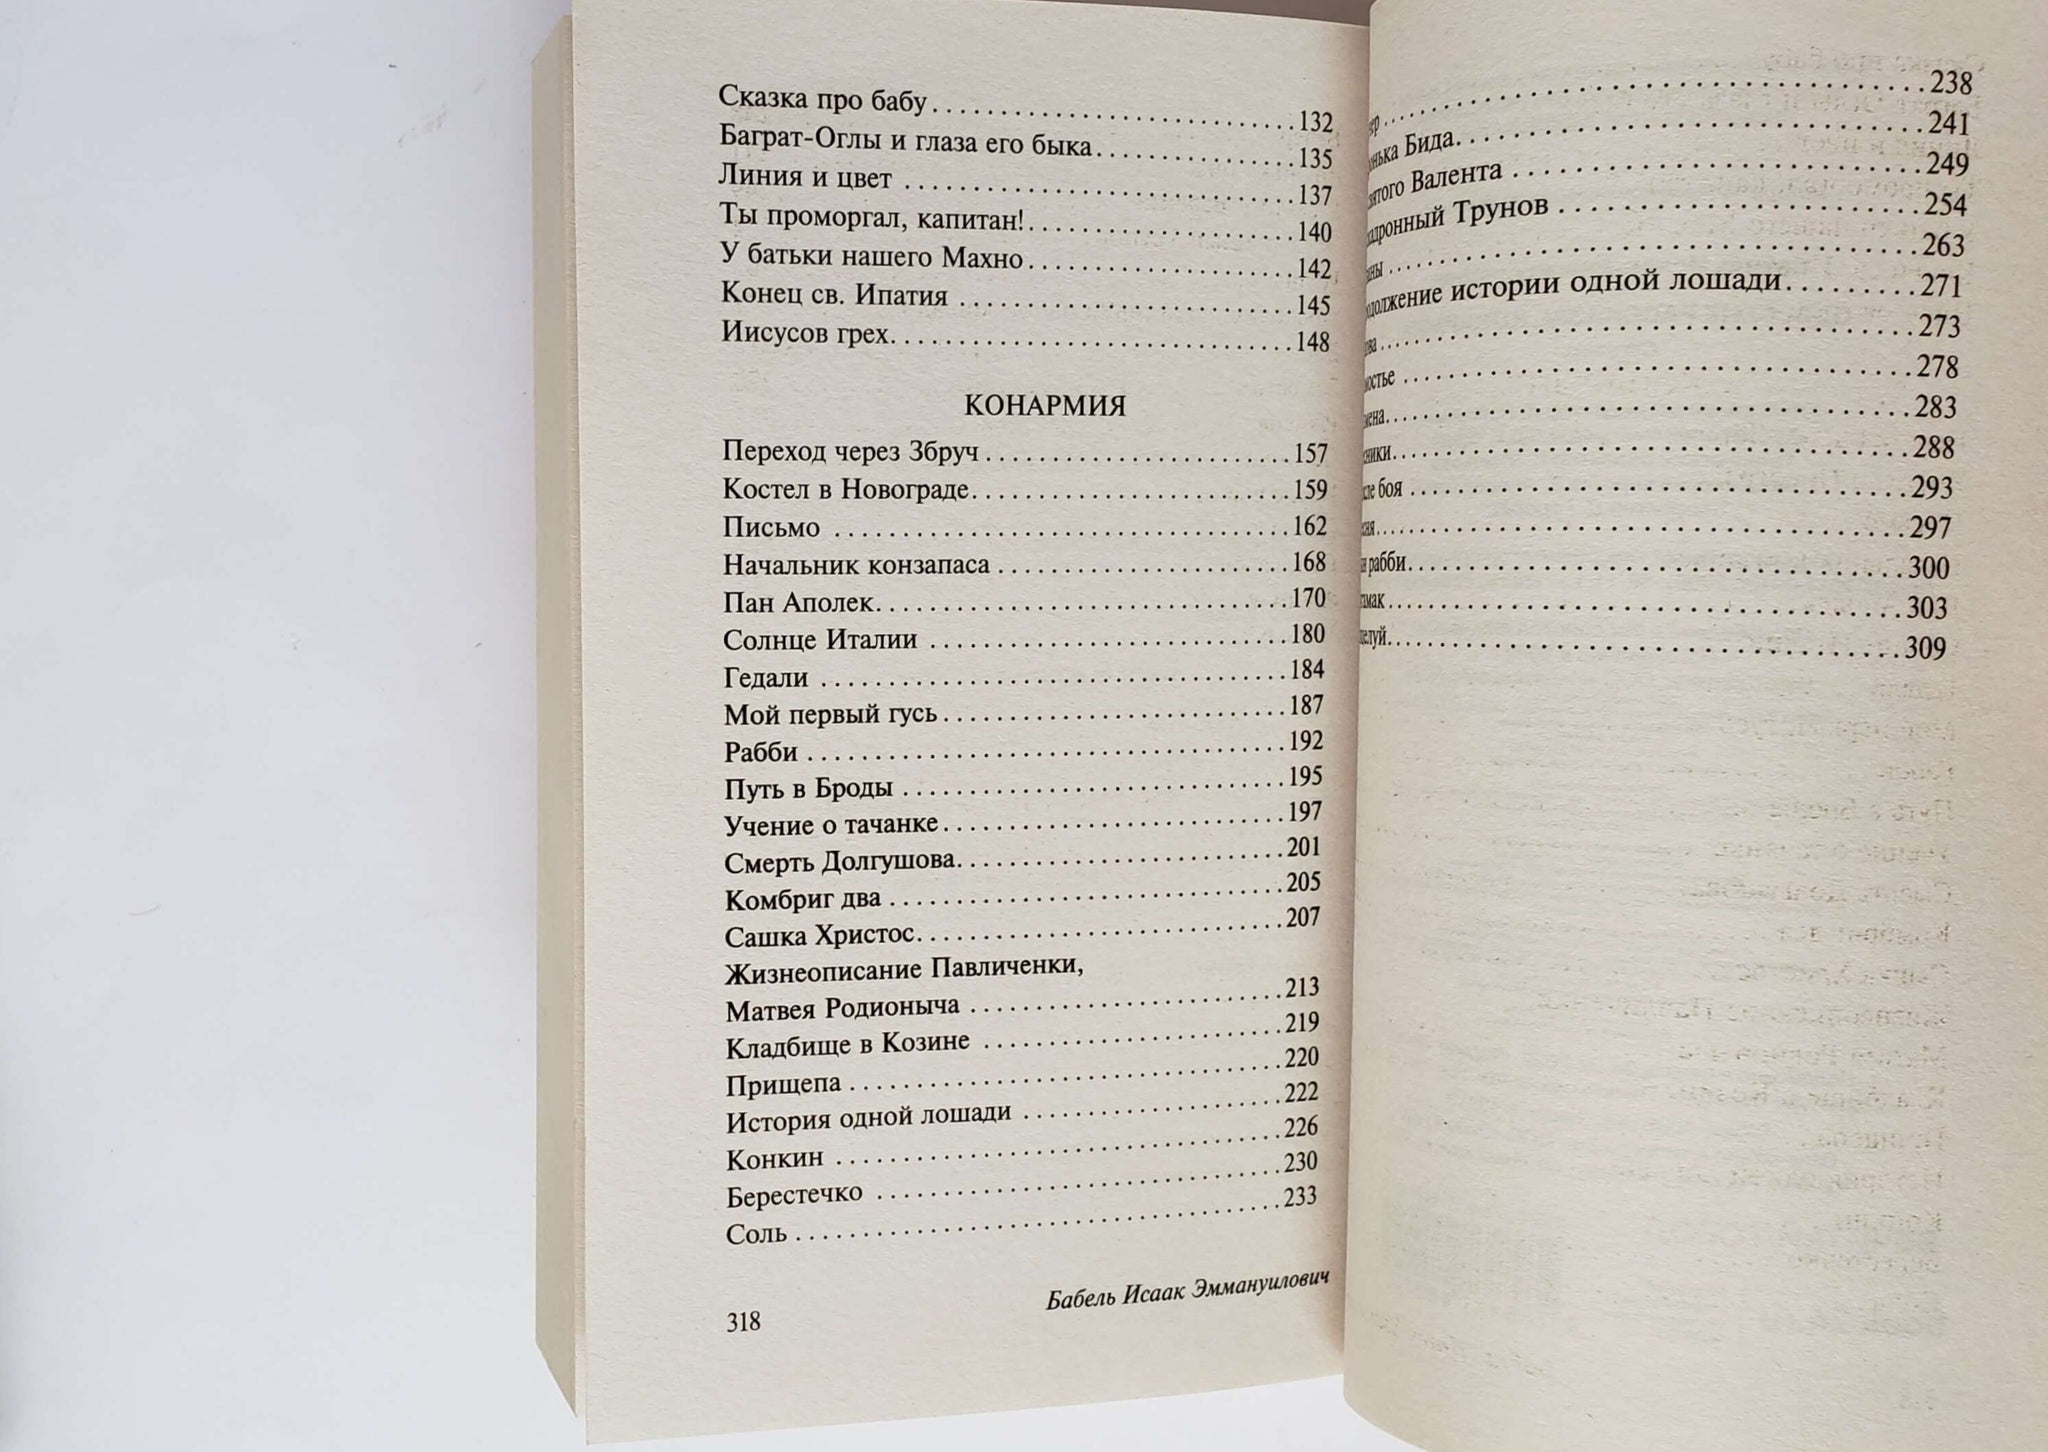 Сказка про бабу.....132
Баграт-Оглы и глаза его быка.....135
Линия и цвет.....137
Ты проморгал, капитан!.....140
У батьки нашего Махно.....142
Конец св. Ипатия.....145
Иисусов грех.....148
КОНАРМИЯ
Переход через Збруч.....157
Костел в Новограде.....159
Письмо.....162
Начальник конзапаса.....168
Пан Аполек.....170
Солнце Италии.....180
Гедали.....184
Мой первый гусь.....187
Рабби.....192
Путь в Броды.....195
Учение о тачанке.....197
Смерть Долгушова.....201
Комбриг два.....205
Сашка Христос.....207
Жизнеописание Павличенки,
Матвея Родионыча.....213
Кладбище в Козине.....219
Прищепа.....220
История одной лошади.....222
Конкин.....226
Берестечко.....230
Соль.....233
318
Бабель Исаак Эммануилович
238
Бида.....241
Валента.....249
Трунов.....254
263
истории одной лошади.....271
273
278
283
288
боя.....293
297
рабби.....300
303
309